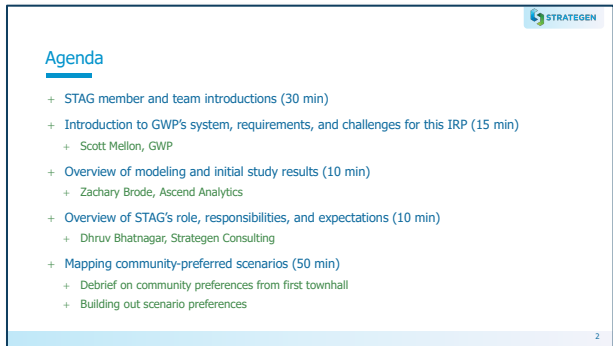 STRATEGEN
Agenda
+ STAG member and team introductions (30 min)
+ Introduction to GWP's system, requirements, and challenges for this IRP (15 min)
+ Scott Mellon, GWP
+ Overview of modeling and initial study results (10 min)
+ Zachary Brode, Ascend Analytics
+ Overview of STAG's role, responsibilities, and expectations (10 min)
+ Dhruv Bhatnagar, Strategen Consulting
+ Mapping community-preferred scenarios (50 min)
+ Debrief on community preferences from first townhall
+ Building out scenario preferences
2